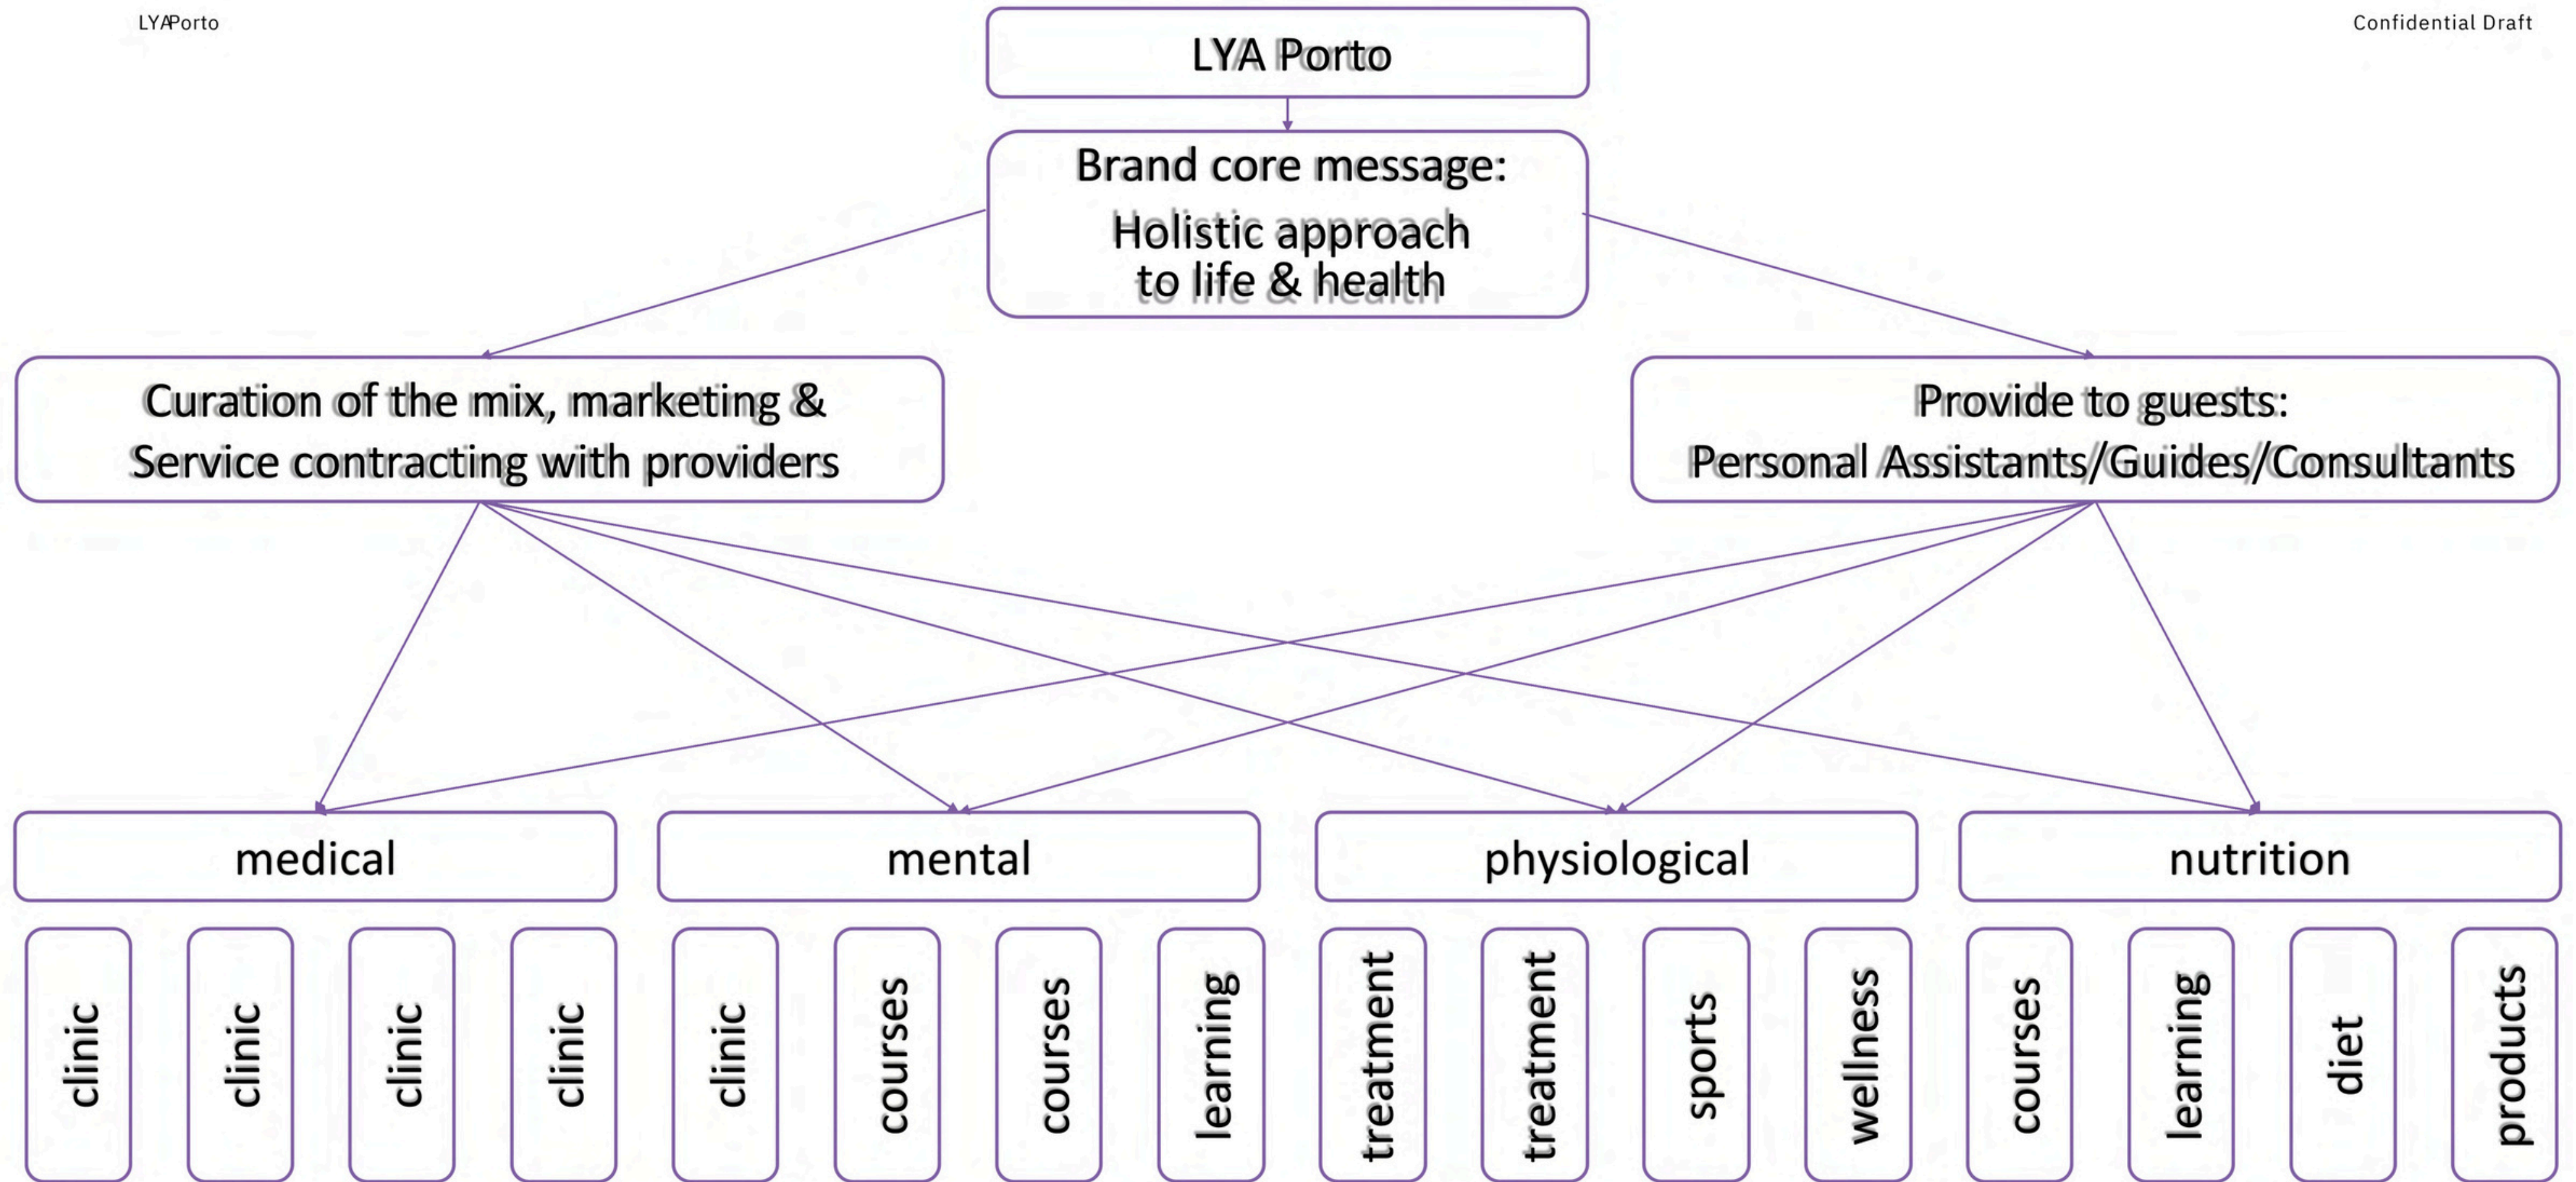 LYAPorto
Confidential Draft
LYA Porto
Brand core message:
Holistic approach
to life & health
Curation of the mix, marketing &
Service contracting with providers
Provide to guests:
Personal Assistants/Guides/Consultants
medical
mental
physiological
nutrition
clinic
clinic
clinic
clinic
clinic
courses
courses
learning
treatment
treatment
sports
wellness
courses
learning
diet
products